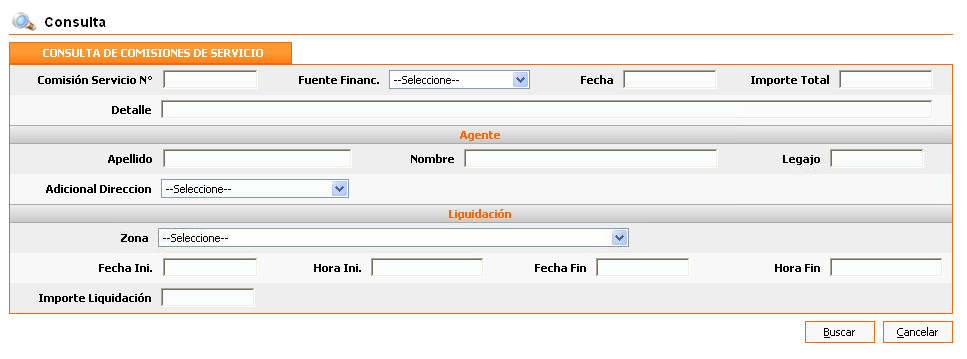 Consulta
CONSULTA DE COMISIONES DE SERVICIO
Comisión Servicio N° Fuente Financ. --Seleccione-- Fecha Importe Total
Detalle
Agente
Apellido Nombre Legajo
Adicional Direccion --Seleccione--
Liquidación
Zona --Seleccione--
Fecha Ini. Hora Ini. Fecha Fin Hora Fin
Importe Liquidación
Buscar Cancelar